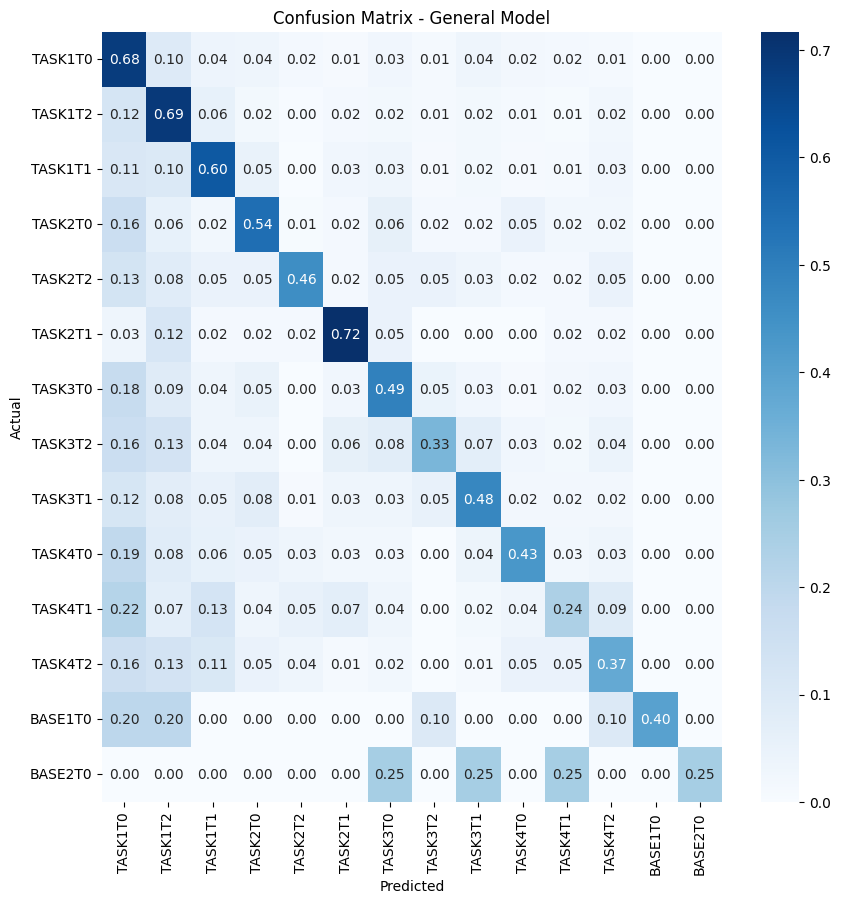 Confusion Matrix - General Model
TASK1T0 0.68 0.10 0.04 0.04 0.02 0.01 0.03 0.01 0.04 0.02 0.02 0.01 0.00 0.00
TASK1T2 0.12 0.69 0.06 0.02 0.00 0.02 0.02 0.01 0.02 0.01 0.01 0.02 0.00 0.00
TASK1T1 0.11 0.10 0.60 0.05 0.00 0.03 0.03 0.01 0.02 0.01 0.01 0.03 0.00 0.00
TASK2T0 0.16 0.06 0.02 0.54 0.01 0.02 0.06 0.02 0.02 0.05 0.02 0.02 0.00 0.00
TASK2T2 0.13 0.08 0.05 0.05 0.46 0.02 0.05 0.05 0.03 0.02 0.02 0.05 0.00 0.00
TASK2T1 0.03 0.12 0.02 0.02 0.02 0.72 0.05 0.00 0.00 0.00 0.02 0.02 0.00 0.00
TASK3T0 0.18 0.09 0.04 0.05 0.00 0.03 0.49 0.05 0.03 0.01 0.02 0.03 0.00 0.00
TASK3T2 0.16 0.13 0.04 0.04 0.00 0.06 0.08 0.33 0.07 0.03 0.02 0.04 0.00 0.00
TASK3T1 0.12 0.08 0.05 0.08 0.01 0.03 0.03 0.05 0.48 0.02 0.02 0.02 0.00 0.00
TASK4T0 0.19 0.08 0.06 0.05 0.03 0.03 0.03 0.00 0.04 0.43 0.03 0.03 0.00 0.00
TASK4T1 0.22 0.07 0.13 0.04 0.05 0.07 0.04 0.00 0.02 0.04 0.24 0.09 0.00 0.00
TASK4T2 0.16 0.13 0.11 0.05 0.04 0.01 0.02 0.00 0.01 0.05 0.05 0.37 0.00 0.00
BASE1T0 0.20 0.20 0.00 0.00 0.00 0.00 0.00 0.10 0.00 0.00 0.00 0.10 0.40 0.00
BASE2T0 0.00 0.00 0.00 0.00 0.00 0.00 0.25 0.00 0.25 0.00 0.25 0.00 0.00 0.25
Actual
TASK1T0 TASK1T2 TASK1T1 TASK2T0 TASK2T2 TASK2T1 TASK3T0 TASK3T2 TASK3T1 TASK4T0 TASK4T1 TASK4T2 BASE1T0 BASE2T0
Predicted
0.7
0.6
0.5
0.4
0.3
0.2
0.1
0.0